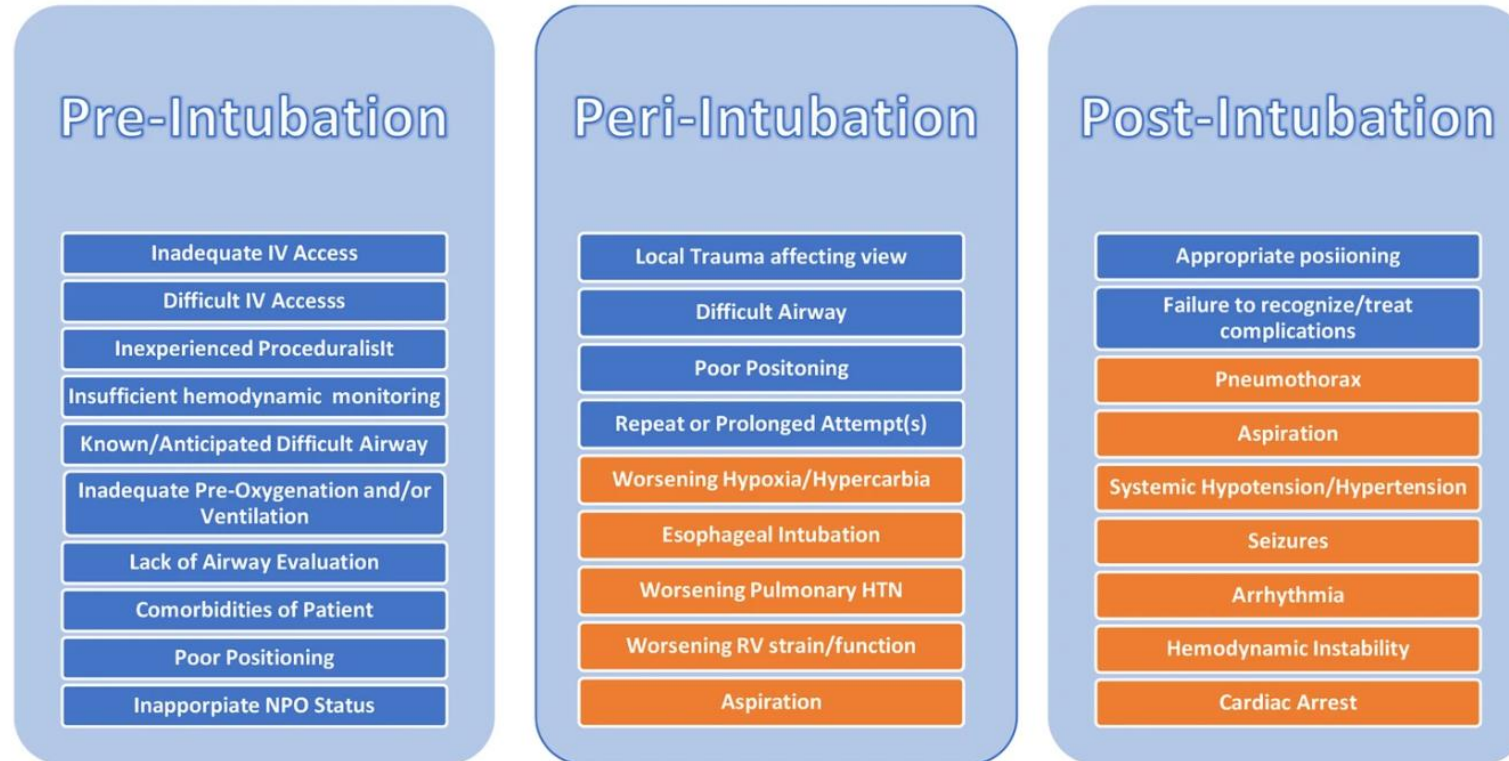 Pre-Intubation
Inadequate IV Access
Difficult IV Accesss
Inexperienced ProceduralisIt
Insufficient hemodynamic monitoring
Known/Anticipated Difficult Airway
Inadequate Pre-Oxygenation and/or
Ventilation
Lack of Airway Evaluation
Comorbidities of Patient
Poor Positioning
Inapporpiate NPO Status
Peri-Intubation
Local Trauma affecting view
Difficult Airway
Poor Positoning
Repeat or Prolonged Attempt(s)
Worsening Hypoxia/Hypercarbia
Esophageal Intubation
Worsening Pulmonary HTN
Worsening RV strain/function
Aspiration
Post-Intubation
Appropriate posiioning
Failure to recognize/treat
complications
Pneumothorax
Aspiration
Systemic Hypotension/Hypertension
Seizures
Arrhythmia
Hemodynamic Instability
Cardiac Arrest